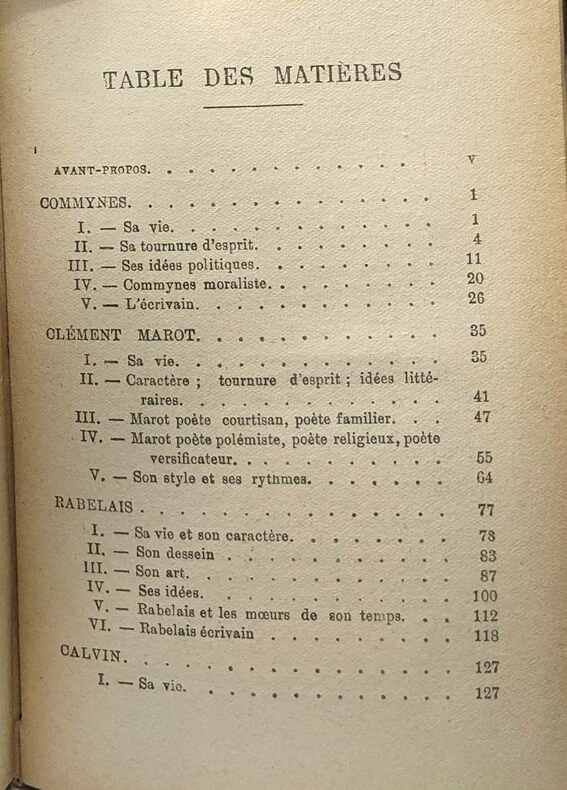 TABLE DES MATIÈRES
AVANT-PROPOS. . . . . . . . . . . . V
COMMYNES. . . . . . . . . . . . . . 1
I. — Sa vie. . . . . . . . . . . . 1
II. — Sa tournure d'esprit. . . . . . . . 4
III. — Ses idées politiques. . . . . . . . 11
IV. — Commynes moraliste. . . . . . . . 20
V. — L'écrivain. . . . . . . . . . . 26
CLÉMENT MAROT. . . . . . . . . . . 35
I. — Sa vie. . . . . . . . . . . . 35
II. — Caractère ; tournure d'esprit ; idées litté-
raires. . . . . . . . . . . . 41
III. — Marot poète courtisan, poète familier. . . 47
IV. — Marot poète polémiste, poète religieux, poète
versificateur. . . . . . . . . . 55
V. — Son style et ses rythmes. . . . . . 64
RABELAIS . . . . . . . . . . . . . 77
I. — Sa vie et son caractère. . . . . . . 78
II. — Son dessein . . . . . . . . . . 83
III. — Son art. . . . . . . . . . . . 87
IV. — Ses idées. . . . . . . . . . . 100
V. — Rabelais et les mœurs de son temps. . . 112
VI. — Rabelais écrivain . . . . . . . . 118
CALVIN. . . . . . . . . . . . . . 127
I. — Sa vie. . . . . . . . . . . . 127